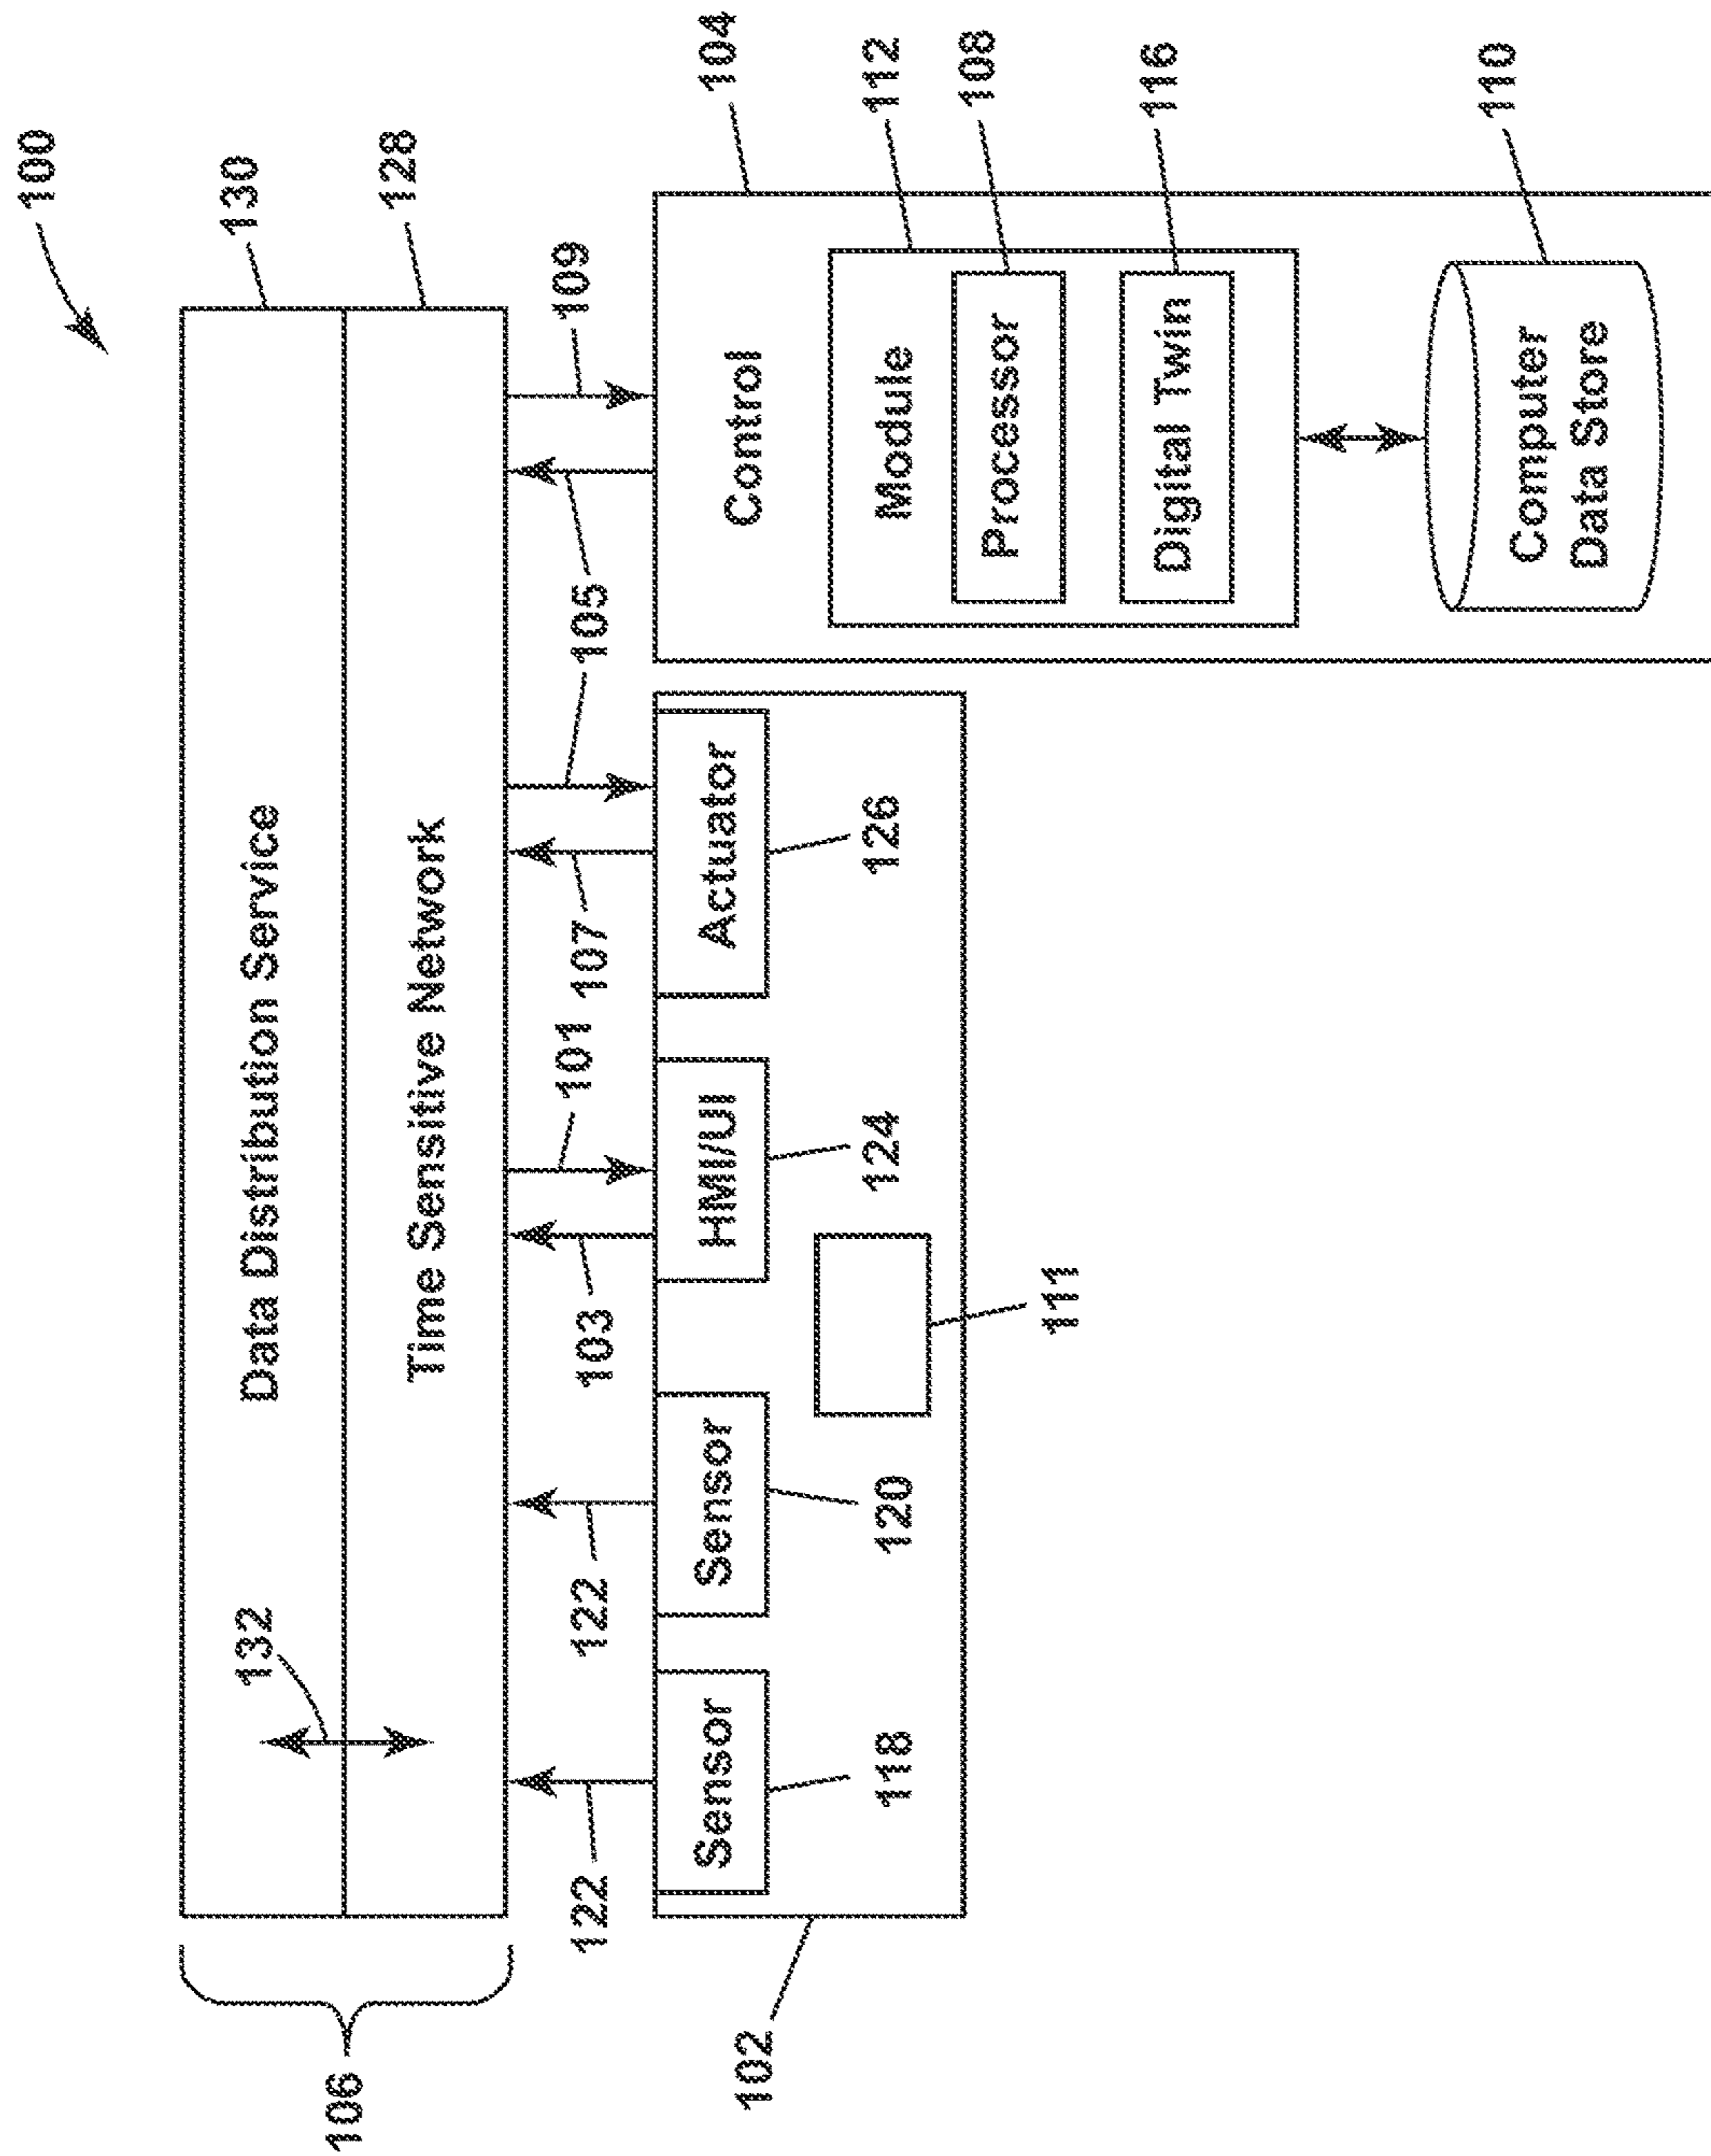 100
132
Data Distribution Service
130
106
Time Sensitive Network
128
122
122
103
101
107
105
109
Sensor
Sensor
HMI/UI
Actuator
Control
104
102
118
120
124
126
Module
112
Processor
108
111
Digital Twin
116
Computer
Data Store
110